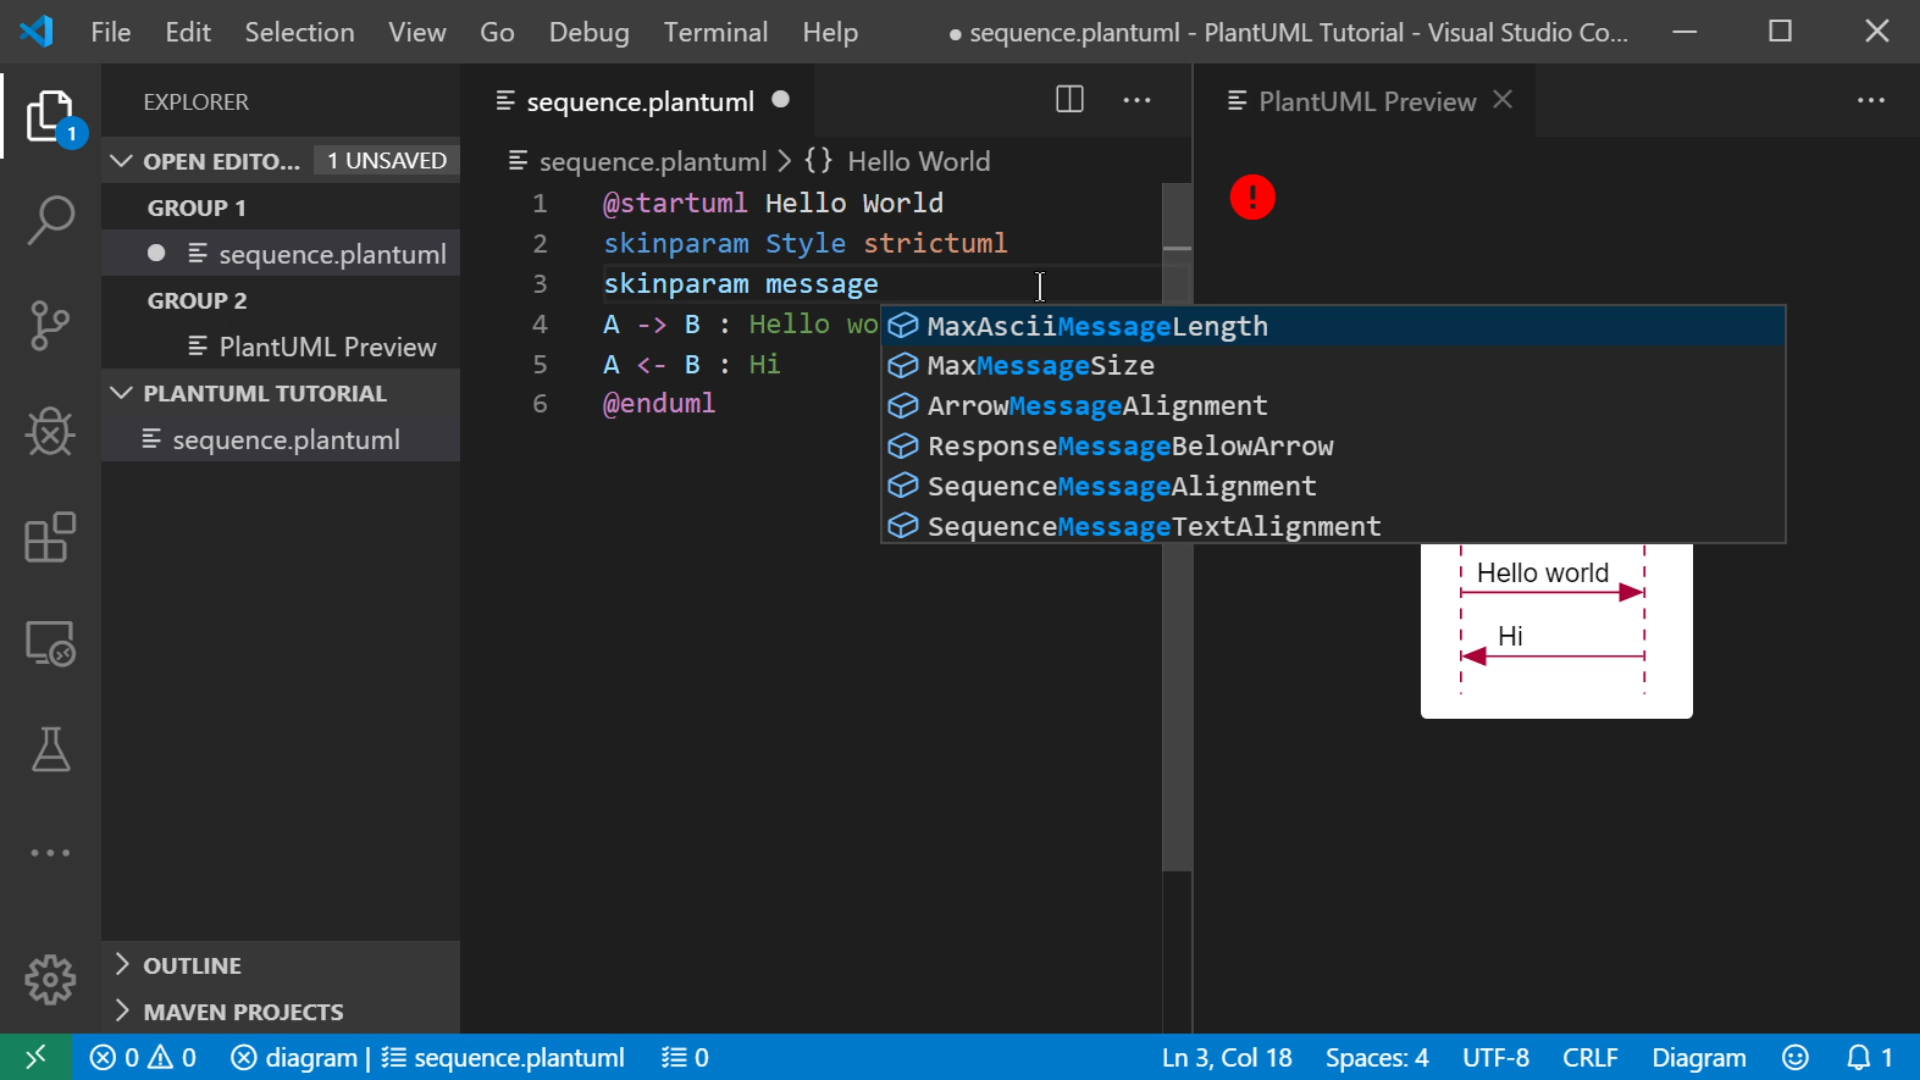 File Edit Selection View Go Debug Terminal Help ● sequence.plantuml - PlantUML Tutorial - Visual Studio Co...
EXPLORER
1
OPEN EDITO... 1 UNSAVED
GROUP 1
sequence.plantuml
GROUP 2
PlantUML Preview
PLANTUML TUTORIAL
sequence.plantuml
OUTLINE
MAVEN PROJECTS
sequence.plantuml
sequence.plantuml > {} Hello World
1 @startuml Hello World
2 skinparam Style strictuml
3 skinparam message
4 A -> B : Hello wo
5 A <- B : Hi
6 @enduml
MaxAsciiMessageLength
MaxMessageSize
ArrowMessageAlignment
ResponseMessageBelowArrow
SequenceMessageAlignment
SequenceMessageTextAlignment
PlantUML Preview
!
Hello world
Hi
0 0 diagram | sequence.plantuml 0 Ln 3, Col 18 Spaces: 4 UTF-8 CRLF Diagram 1